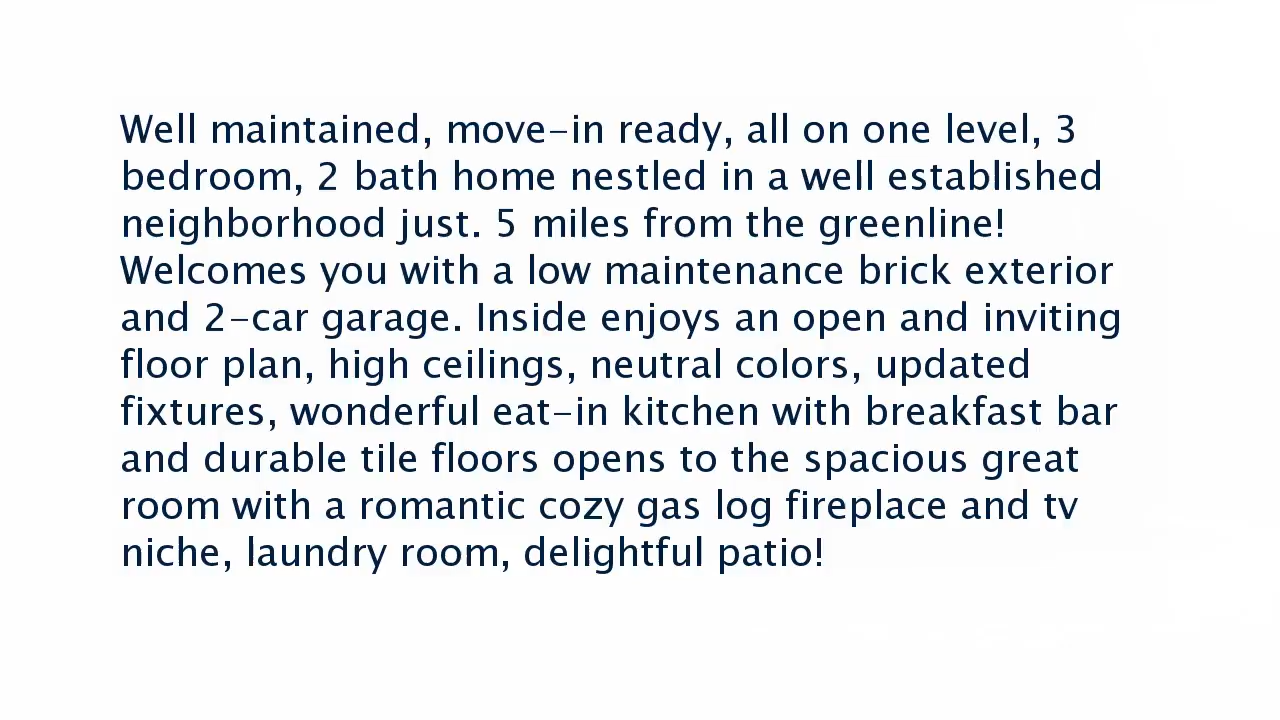 Well maintained, move-in ready, all on one level, 3
bedroom, 2 bath home nestled in a well established
neighborhood just. 5 miles from the greenline!
Welcomes you with a low maintenance brick exterior
and 2-car garage. Inside enjoys an open and inviting
floor plan, high ceilings, neutral colors, updated
fixtures, wonderful eat-in kitchen with breakfast bar
and durable tile floors opens to the spacious great
room with a romantic cozy gas log fireplace and tv
niche, laundry room, delightful patio!